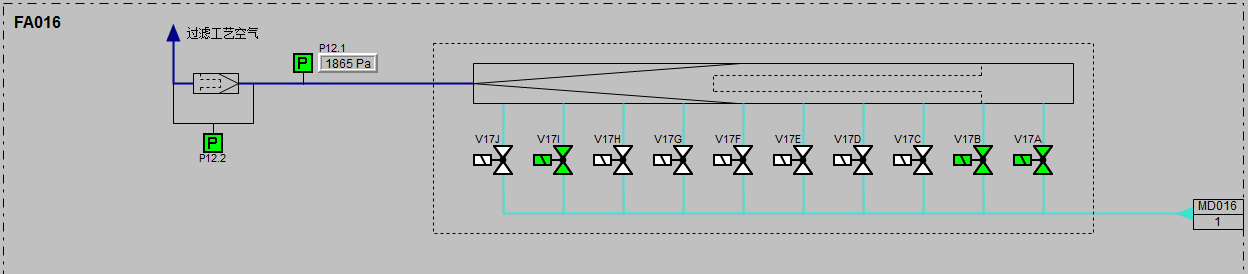 FA016
过滤工艺空气
P12.1
P
1865 Pa
P
P12.2
V17J V17I V17H V17G V17F V17E V17D V17C V17B V17A
MD016
1